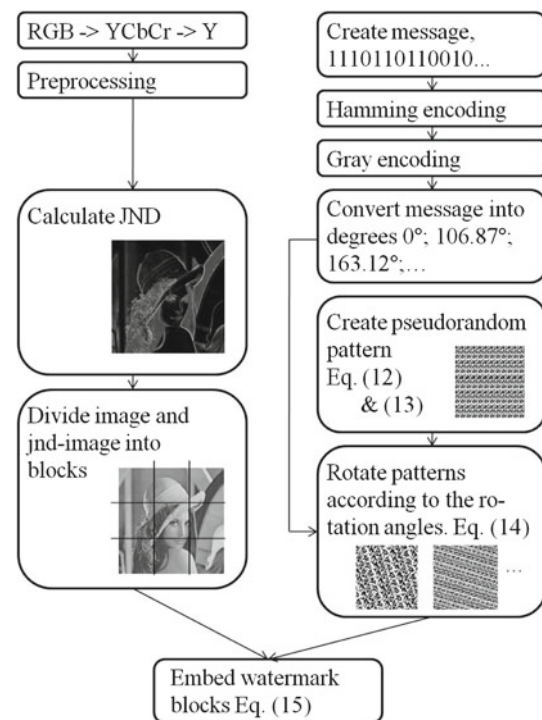 RGB -> YCbCr -> Y
Preprocessing
Calculate JND
Divide image and
jnd-image into
blocks
Create message,
1110110110010...
Hamming encoding
Gray encoding
Convert message into
degrees 0°; 106.87°;
163.12°;...
Create pseudorandom
pattern
Eq. (12)
& (13)
Rotate patterns
according to the ro-
tation angles. Eq. (14)
...
Embed watermark
blocks Eq. (15)